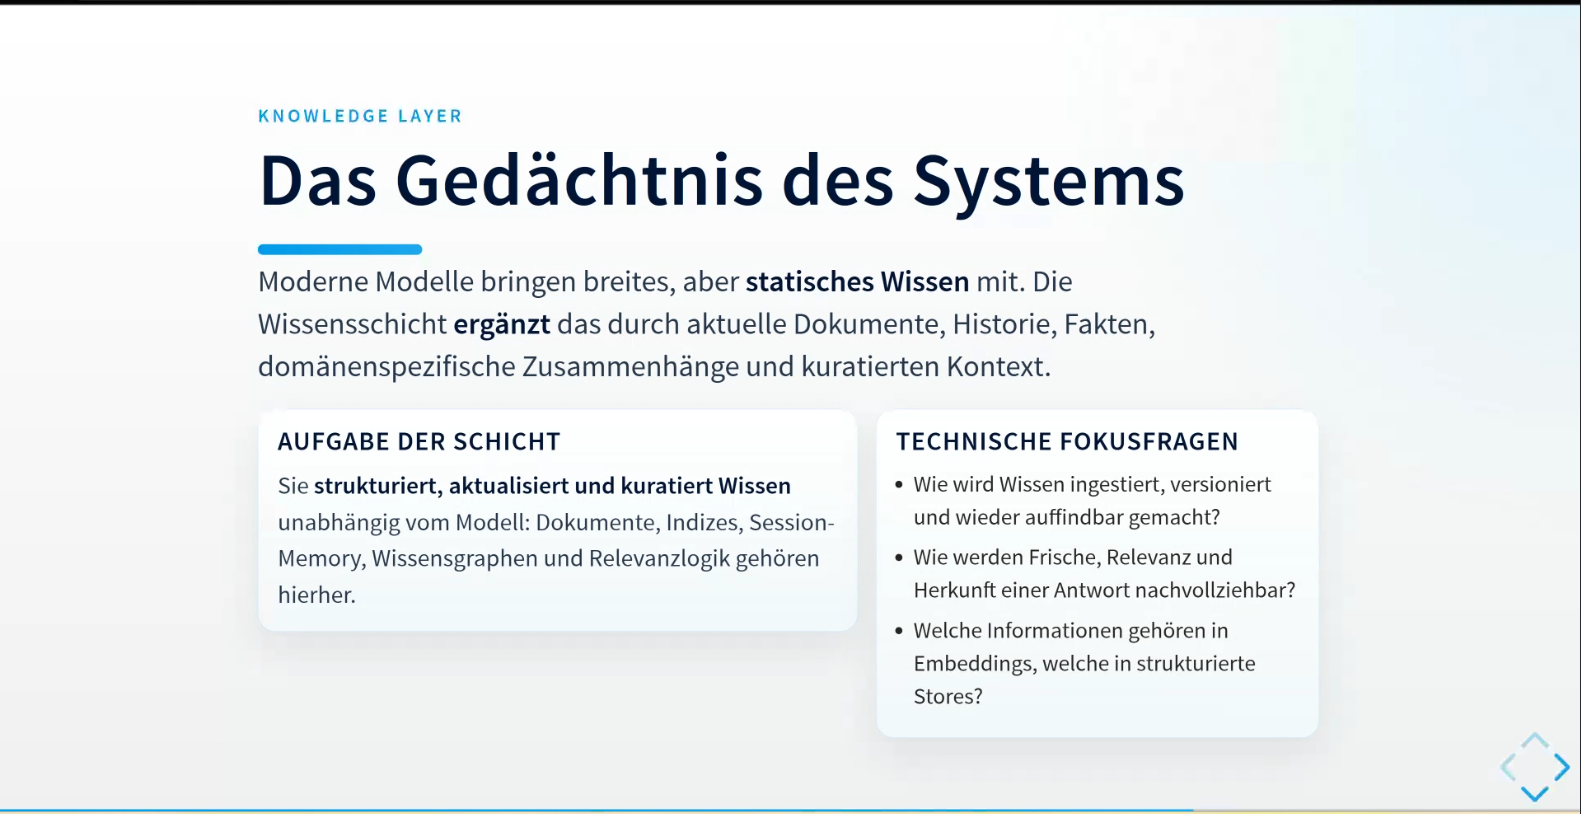 KNOWLEDGE LAYER
Das Gedächtnis des Systems
Moderne Modelle bringen breites, aber statisches Wissen mit. Die
Wissensschicht ergänzt das durch aktuelle Dokumente, Historie, Fakten,
domänenspezifische Zusammenhänge und kuratierten Kontext.
AUFGABE DER SCHICHT
Sie strukturiert, aktualisiert und kuratiert Wissen
unabhängig vom Modell: Dokumente, Indizes, Session-
Memory, Wissensgraphen und Relevanzlogik gehören
hierher.
TECHNISCHE FOKUSFRAGEN
• Wie wird Wissen ingestiert, versioniert
und wieder auffindbar gemacht?
• Wie werden Frische, Relevanz und
Herkunft einer Antwort nachvollziehbar?
• Welche Informationen gehören in
Embeddings, welche in strukturierte
Stores?